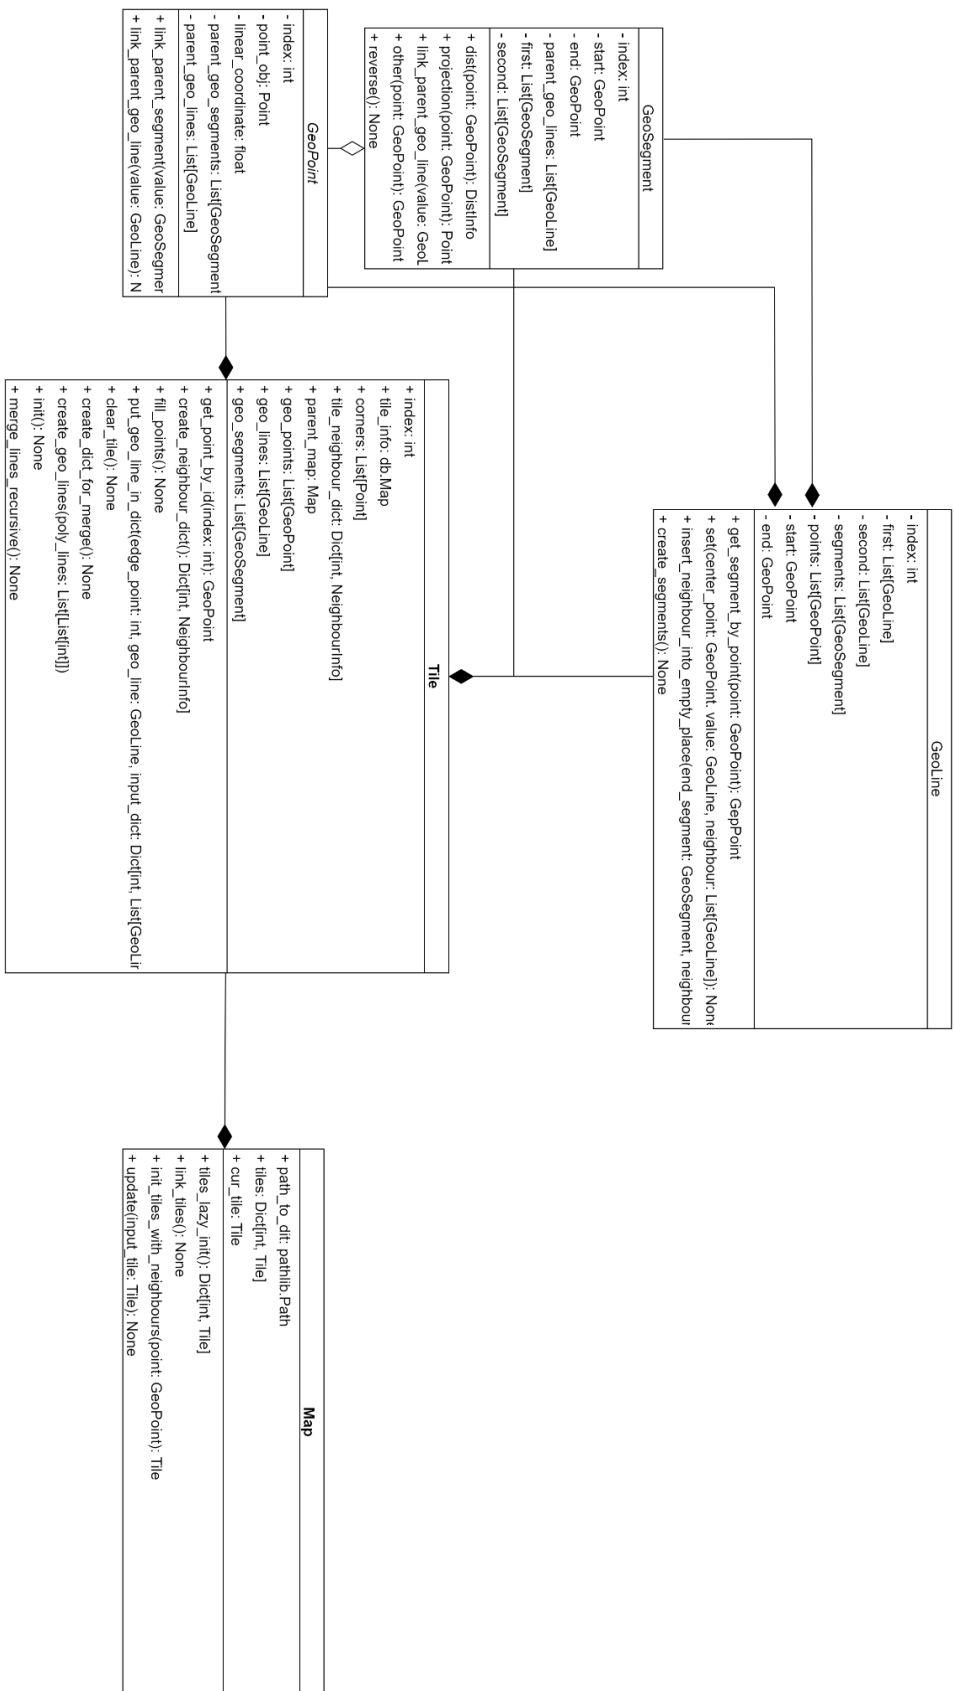 GeoLine
- index: int
- first: List[GeoLine]
- second: List[GeoLine]
- segments: List[GeoSegment]
- points: List[GeoPoint]
- start: GeoPoint
- end: GeoPoint
+ get_segment_by_point(point: GeoPoint): GepPoint
+ set(center_point: GeoPoint, value: GeoLine, neighbour: List[GeoLine]): None
+ insert_neighbour_into_empty_place(end_segment: GeoSegment, neighbour
+ create_segments(): None
GeoSegment
- index: int
- start: GeoPoint
- end: GeoPoint
- parent_geo_lines: List[GeoLine]
- first: List[GeoSegment]
- second: List[GeoSegment]
+ dist(point: GeoPoint): DistInfo
+ projection(point: GeoPoint): Point
+ link_parent_geo_line(value: GeoL
+ other(point: GeoPoint): GeoPoint
+ reverse(): None
GeoPoint
- index: int
- point_obj: Point
- linear_coordinate: float
- parent_geo_segments: List[GeoSegment
- parent_geo_lines: List[GeoLine]
+ link_parent_segment(value: GeoSegmer
+ link_parent_geo_line(value: GeoLine): N
Tile
+ index: int
+ tile_info: db.Map
+ corners: List[Point]
+ tile_neighbour_dict: Dict[int, NeighbourInfo]
+ parent_map: Map
+ geo_points: List[GeoPoint]
+ geo_lines: List[GeoLine]
+ geo_segments: List[GeoSegment]
+ get_point_by_id(index: int): GeoPoint
+ create_neighbour_dict(): Dict[int, NeighbourInfo]
+ fill_points(): None
+ put_geo_line_in_dict(edge_point: int, geo_line: GeoLine, input_dict: Dict[int, List[GeoLir
+ clear_tile(): None
+ create_dict_for_merge(): None
+ create_geo_lines(poly_lines: List[List[int]])
+ init(): None
+ merge_lines_recursive(): None
Map
+ path_to_dit: pathlib.Path
+ tiles: Dict[int, Tile]
+ cur_tile: Tile
+ tiles_lazy_init(): Dict[int, Tile]
+ link_tiles(): None
+ init_tiles_with_neighbours(point: GeoPoint): Tile
+ update(input_tile: Tile): None